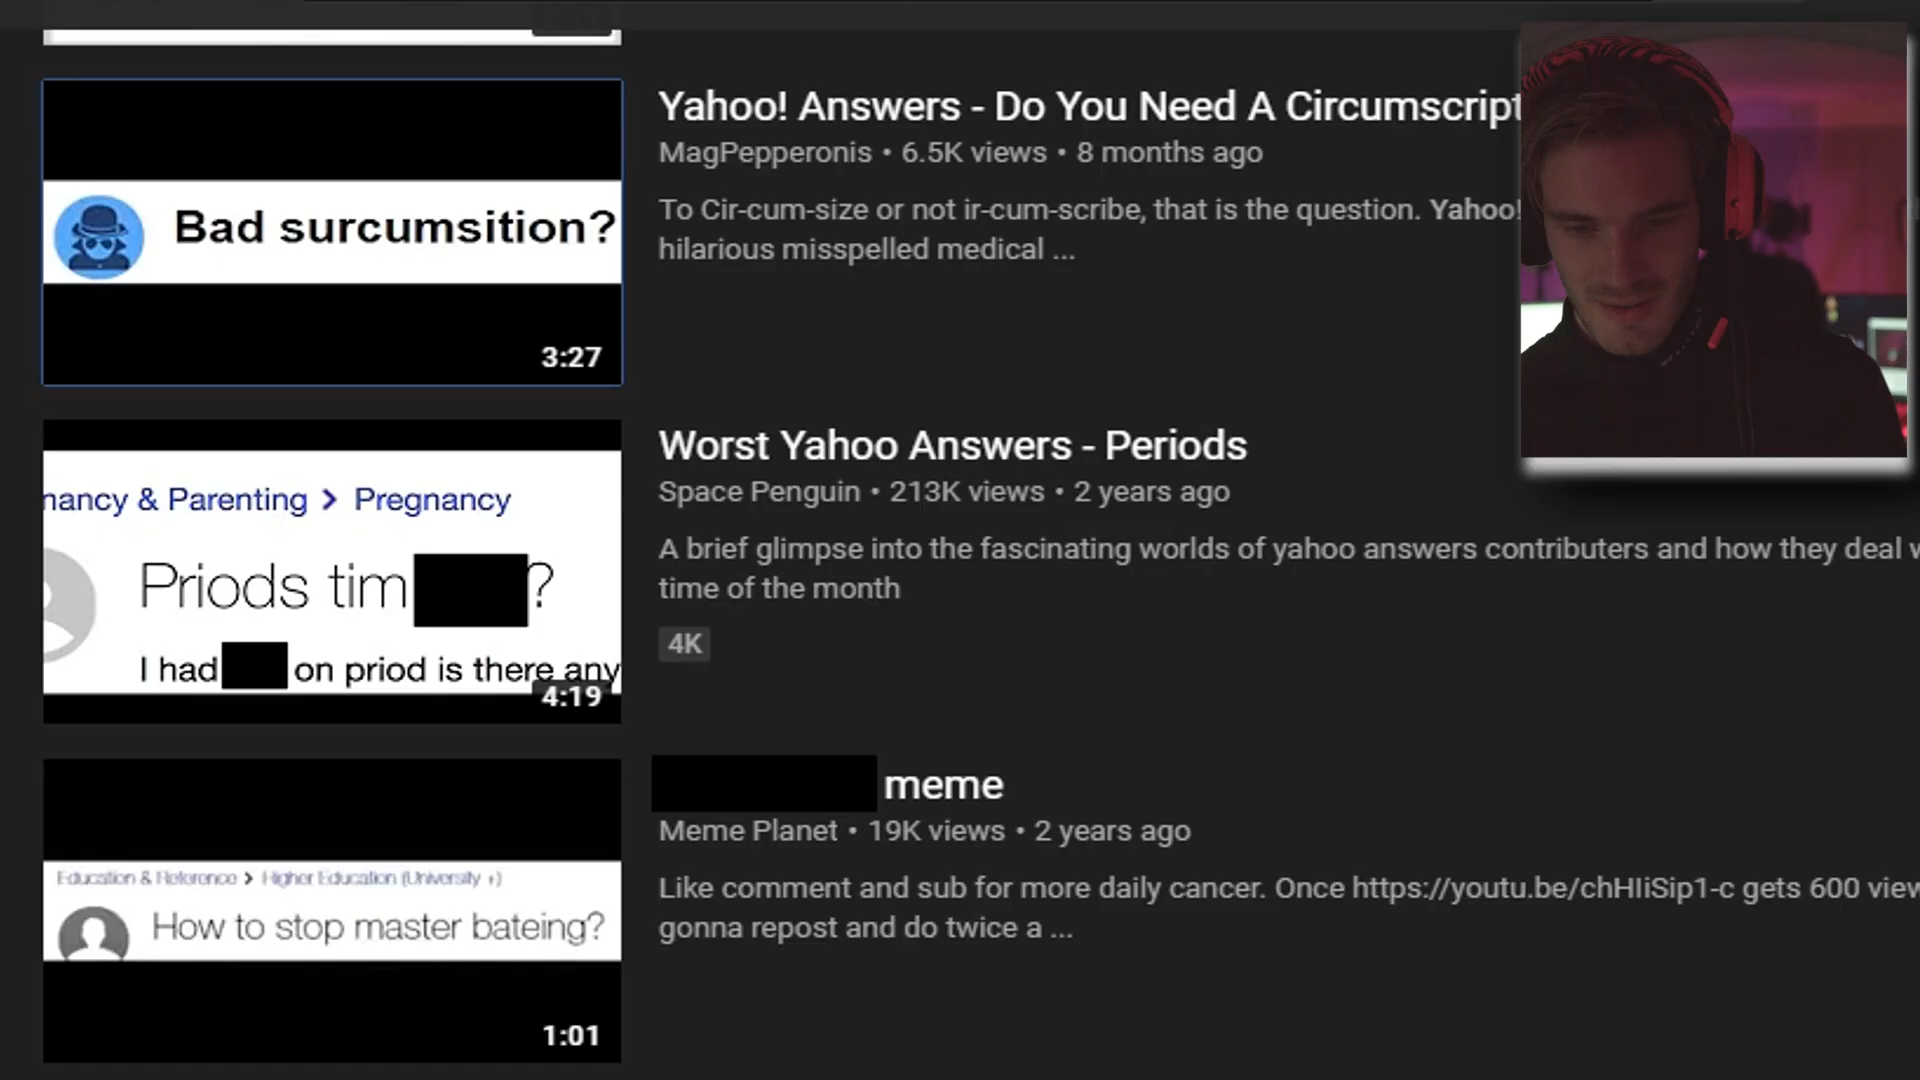 Yahoo! Answers - Do You Need A Circumscript
MagPepperonis • 6.5K views • 8 months ago
To Cir-cum-size or not ir-cum-scribe, that is the question. Yahoo!
hilarious misspelled medical ...
Bad surcumsition?
3:27
Worst Yahoo Answers - Periods
Space Penguin • 213K views • 2 years ago
A brief glimpse into the fascinating worlds of yahoo answers contributers and how they deal w
time of the month
4K
nancy & Parenting > Pregnancy
Priods tim ?
I had on priod is there any
4:19
meme
Meme Planet • 19K views • 2 years ago
Like comment and sub for more daily cancer. Once https://youtu.be/chHIiSip1-c gets 600 view
gonna repost and do twice a ...
Education & Reference > Higher Education (University +)
How to stop master bateing?
1:01